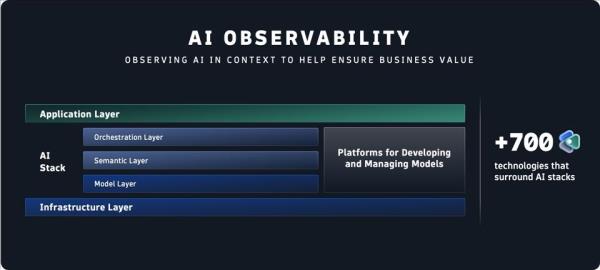 AI OBSERVABILITY
OBSERVING AI IN CONTEXT TO HELP ENSURE BUSINESS VALUE
Application Layer
AI
Stack
Orchestration Layer
Semantic Layer
Model Layer
Platforms for Developing
and Managing Models
Infrastructure Layer
+700
technologies that
surround AI stacks